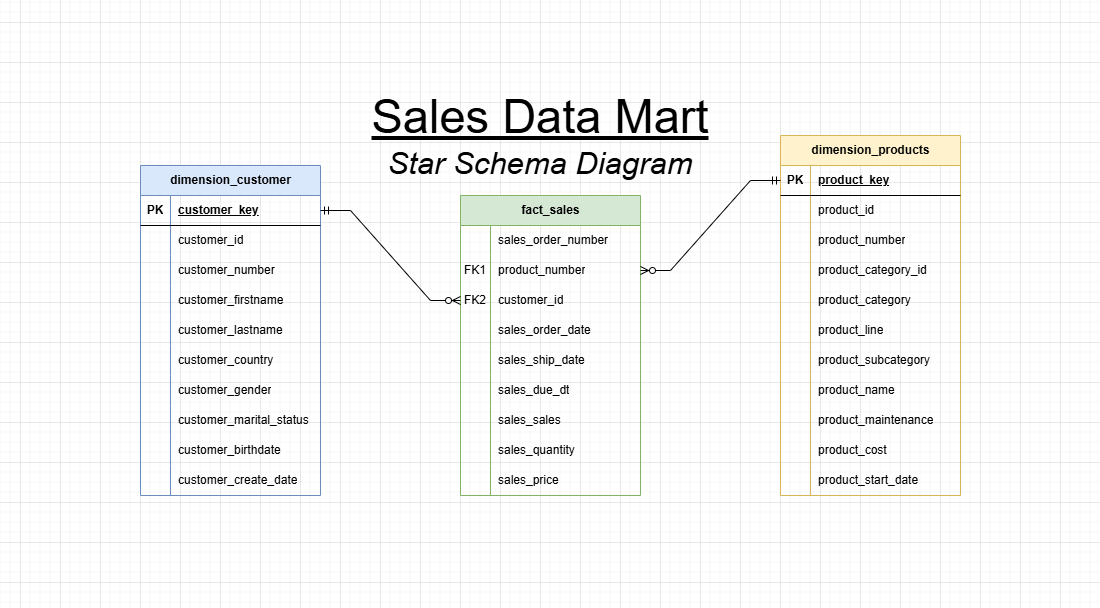 Sales Data Mart
Star Schema Diagram
dimension_customer
PK customer_key
customer_id
customer_number
customer_firstname
customer_lastname
customer_country
customer_gender
customer_marital_status
customer_birthdate
customer_create_date
fact_sales
sales_order_number
FK1 product_number
FK2 customer_id
sales_order_date
sales_ship_date
sales_due_dt
sales_sales
sales_quantity
sales_price
dimension_products
PK product_key
product_id
product_number
product_category_id
product_category
product_line
product_subcategory
product_name
product_maintenance
product_cost
product_start_date